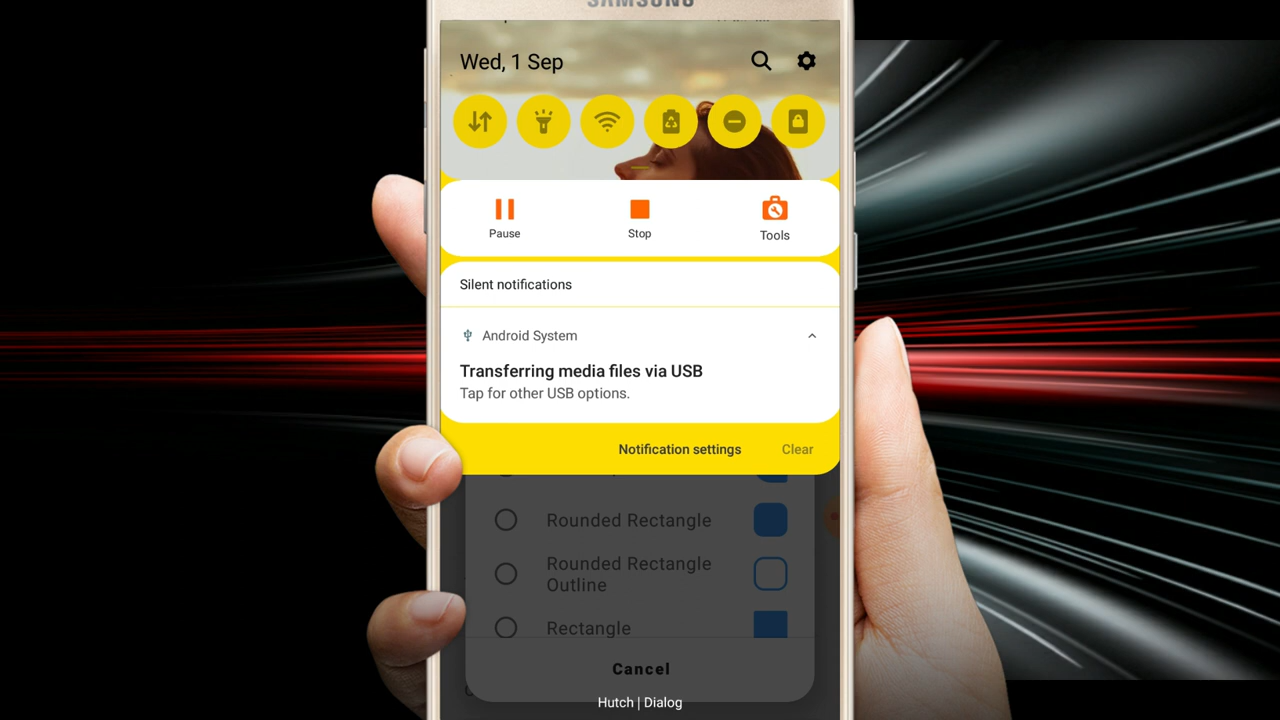 SAMSUNG
Wed, 1 Sep
Pause
Stop
Tools
Silent notifications
Android System
Transferring media files via USB
Tap for other USB options.
Notification settings
Clear
Rounded Rectangle
Rounded Rectangle
Outline
Rectangle
Cancel
Hutch | Dialog